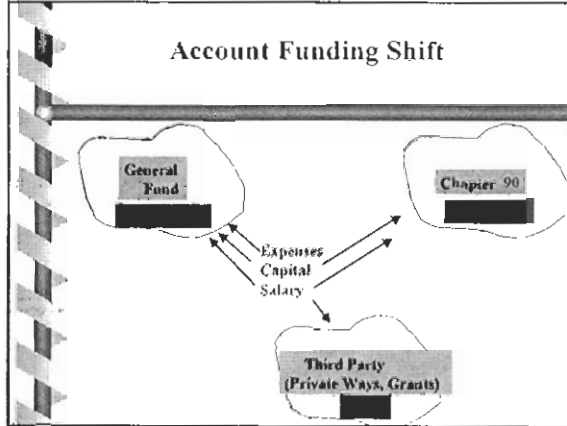 Account Funding Shift
General
Fund
Chapter 90
Expenses
Capital
Salary
Third Party
(Private Ways, Grants)